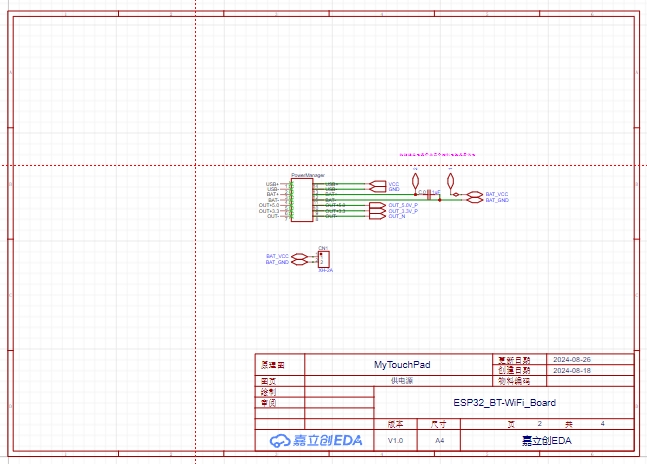 PowerManager
USB+ USB+ VCC
USB- USB- GND
BAT+ BAT+ BAT_VCC
BAT- BAT- BAT_GND
OUT+5.0 OUT+5.0 OUT_5.0V_P
OUT+3.3 OUT+3.3 OUT_3.3V_P
OUT- OUT- OUT_N
CN1
BAT_VCC
BAT_GND
XH-2A
原理图 MyTouchPad 更新日期 2024-08-26
创建日期 2024-08-18
图页 供电源 物料编码
绘制
审阅 ESP32_BT-WiFi_Board
版本 尺寸 页 2 共 4
嘉立创EDA V1.0 A4 嘉立创EDA